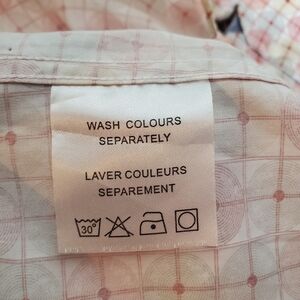 WASH COLOURS
SEPARATELY
LAVER COULEURS
SEPAREMENT
30°